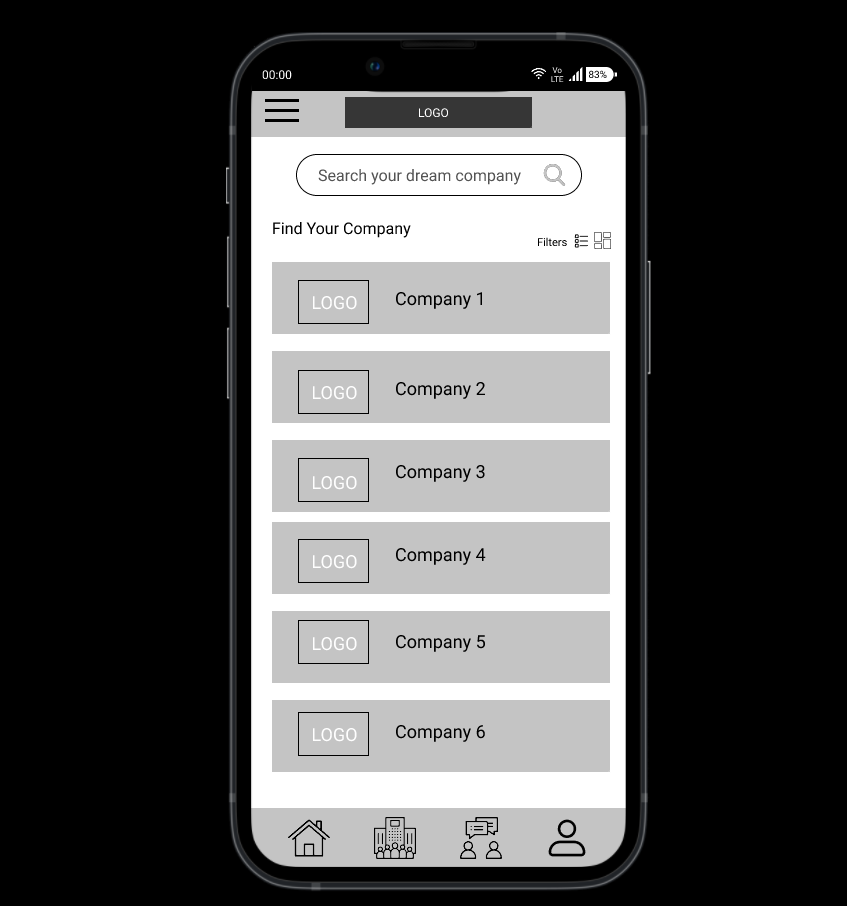 00:00
Vo
LTE
83%
LOGO
Search your dream company
Find Your Company
Filters
LOGO Company 1
LOGO Company 2
LOGO Company 3
LOGO Company 4
LOGO Company 5
LOGO Company 6